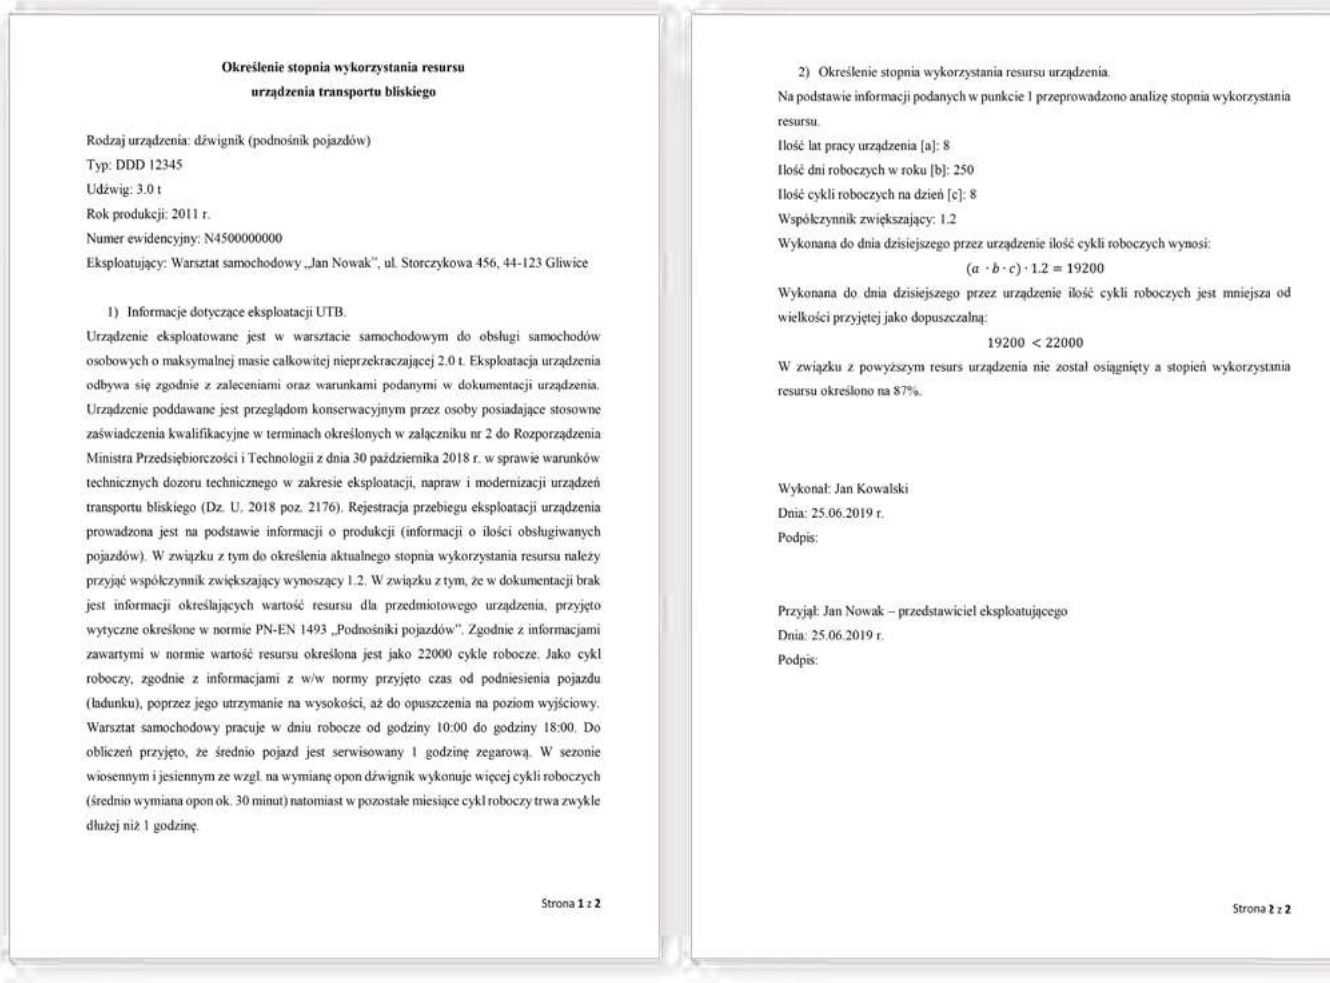 Określenie stopnia wykorzystania resursu
urządzenia transportu bliskiego
Rodzaj urządzenia: dźwignik (podnośnik pojazdów)
Typ: DDD 12345
Udźwig: 3.0 t
Rok produkcji: 2011 r.
Numer ewidencyjny: N4500000000
Eksploatujący: Warsztat samochodowy „Jan Nowak”, ul. Storczykowa 456, 44-123 Gliwice
1) Informacje dotyczące eksploatacji UTB.
Urządzenie eksploatowane jest w warsztacie samochodowym do obsługi samochodów
osobowych o maksymalnej masie całkowitej nieprzekraczającej 2.0 t. Eksploatacja urządzenia
odbywa się zgodnie z zaleceniami oraz warunkami podanymi w dokumentacji urządzenia.
Urządzenie poddawane jest przeglądom konserwacyjnym przez osoby posiadające stosowne
zaświadczenia kwalifikacyjne w terminach określonych w załączniku nr 2 do Rozporządzenia
Ministra Przedsiębiorczości i Technologii z dnia 30 października 2018 r. w sprawie warunków
technicznych dozoru technicznego w zakresie eksploatacji, napraw i modernizacji urządzeń
transportu bliskiego (Dz. U. 2018 poz. 2176). Rejestracja przebiegu eksploatacji urządzenia
prowadzona jest na podstawie informacji o produkcji (informacji o ilości obsługiwanych
pojazdów). W związku z tym do określenia aktualnego stopnia wykorzystania resursu należy
przyjąć współczynnik zwiększający wynoszący 1.2. W związku z tym, że w dokumentacji brak
jest informacji określających wartość resursu dla przedmiotowego urządzenia, przyjęto
wytyczne określone w normie PN-EN 1493 „Podnośniki pojazdów”. Zgodnie z informacjami
zawartymi w normie wartość resursu określona jest jako 22000 cykle robocze. Jako cykl
roboczy, zgodnie z informacjami z w/w normy przyjęto czas od podniesienia pojazdu
(ładunku), poprzez jego utrzymanie na wysokości, aż do opuszczenia na poziom wyjściowy.
Warsztat samochodowy pracuje w dniu robocze od godziny 10:00 do godziny 18:00. Do
obliczeń przyjęto, że średnio pojazd jest serwisowany 1 godzinę zegarową. W sezonie
wiosennym i jesiennym ze wzgl. na wymianę opon dźwignik wykonuje więcej cykli roboczych
(średnio wymiana opon ok. 30 minut) natomiast w pozostałe miesiące cykl roboczy trwa zwykle
dłużej niż 1 godzinę.
Strona 1 z 2
2) Określenie stopnia wykorzystania resursu urządzenia.
Na podstawie informacji podanych w punkcie 1 przeprowadzono analizę stopnia wykorzystania
resursu.
Ilość lat pracy urządzenia [a]: 8
Ilość dni roboczych w roku [b]: 250
Ilość cykli roboczych na dzień [c]: 8
Współczynnik zwiększający: 1.2
Wykonana do dnia dzisiejszego przez urządzenie ilość cykli roboczych wynosi:
(a · b · c) · 1.2 = 19200
Wykonana do dnia dzisiejszego przez urządzenie ilość cykli roboczych jest mniejsza od
wielkości przyjętej jako dopuszczalną:
19200 < 22000
W związku z powyższym resurs urządzenia nie został osiągnięty a stopień wykorzystania
resursu określono na 87%.
Wykonał: Jan Kowalski
Dnia: 25.06.2019 r.
Podpis:
Przyjął: Jan Nowak – przedstawiciel eksploatującego
Dnia: 25.06.2019 r.
Podpis:
Strona 2 z 2